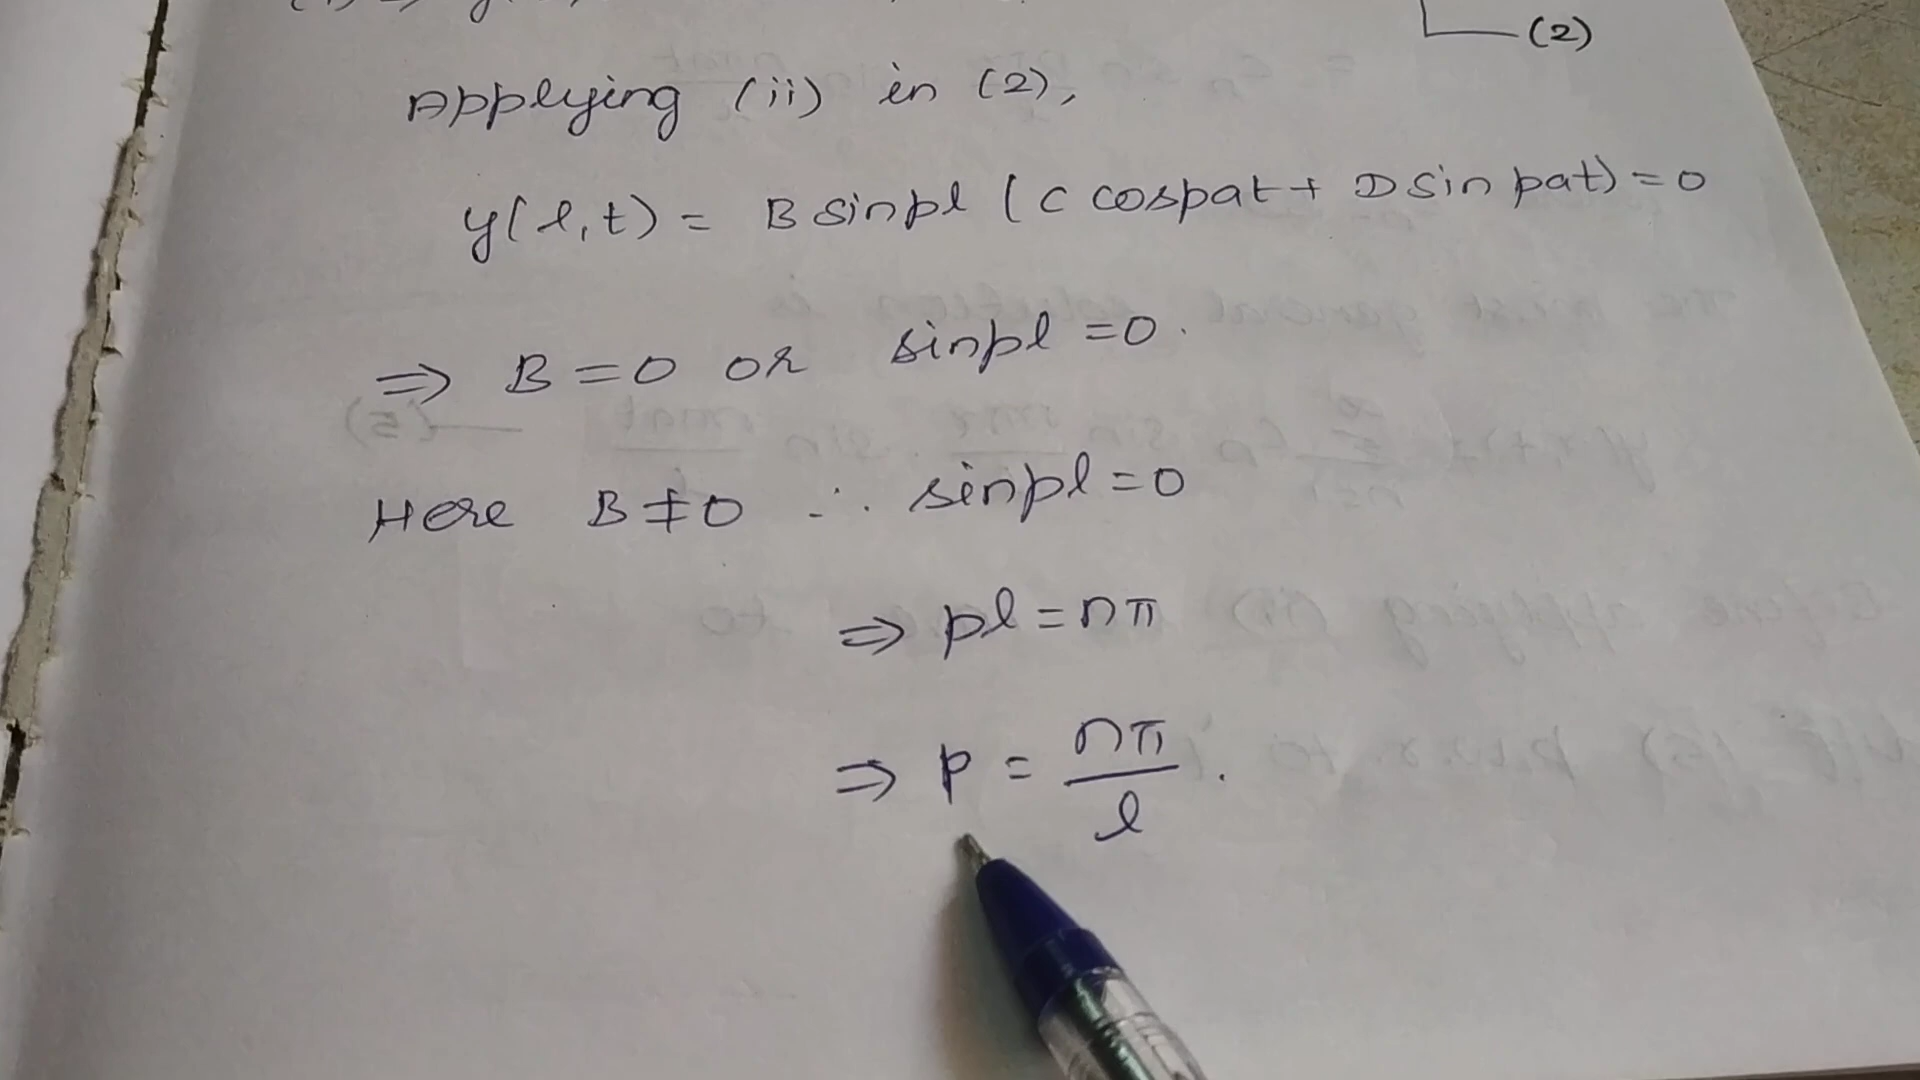 (2)
Applying (ii) in (2),
y(l,t) = B sinpl (C cospat + D sin pat) = 0
⇒ B = 0 or sinpl = 0.
Here B ≠ 0 ∴ sinpl = 0
⇒ pl = nπ
⇒ p = nπ/l.